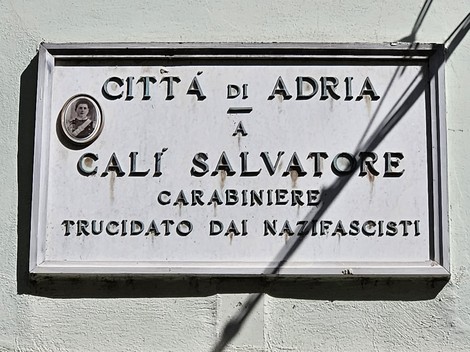 CITTÁ DI ADRIA
A
CALÍ SALVATORE
CARABINIERE
TRUCIDATO DAI NAZIFASCISTI